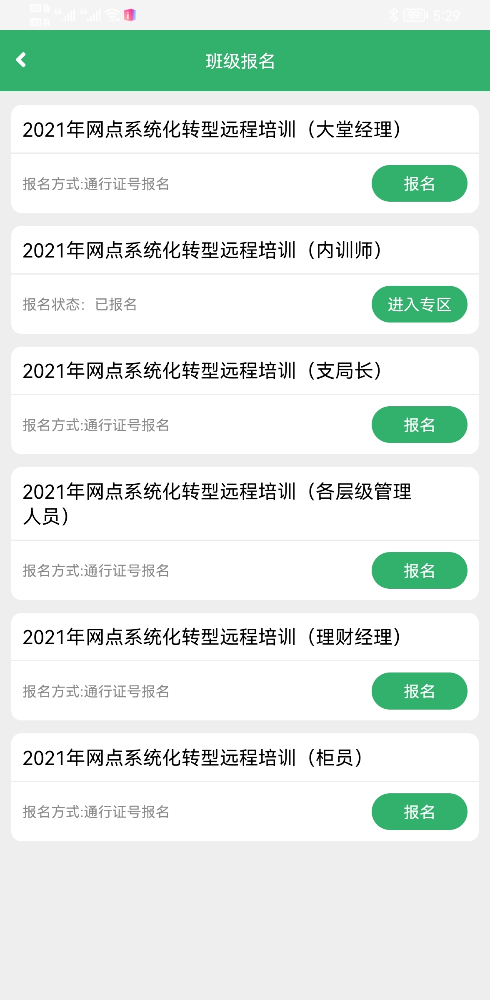 HD 1 4G 4G 99 5:29
HD 2
班级报名
2021年网点系统化转型远程培训（大堂经理）
报名方式:通行证号报名 报名
2021年网点系统化转型远程培训（内训师）
报名状态：已报名 进入专区
2021年网点系统化转型远程培训（支局长）
报名方式:通行证号报名 报名
2021年网点系统化转型远程培训（各层级管理
人员）
报名方式:通行证号报名 报名
2021年网点系统化转型远程培训（理财经理）
报名方式:通行证号报名 报名
2021年网点系统化转型远程培训（柜员）
报名方式:通行证号报名 报名